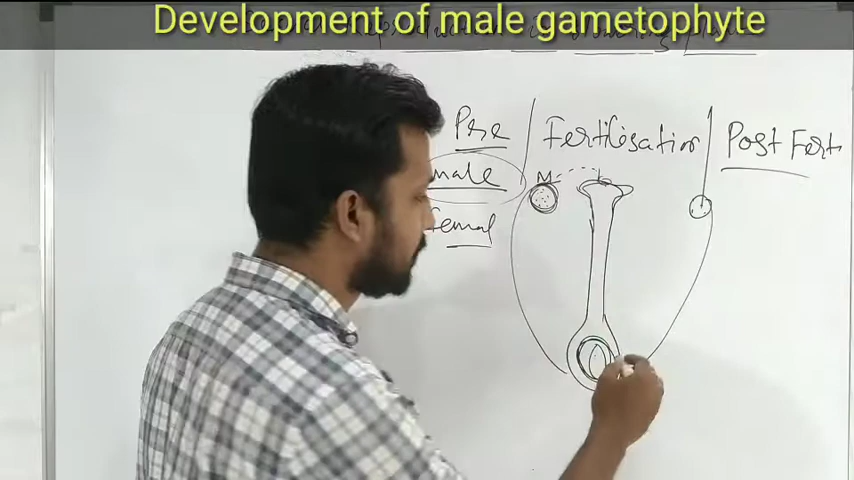 Development of male gametophyte
Pre Fertilisation Post Fert
male M
femal